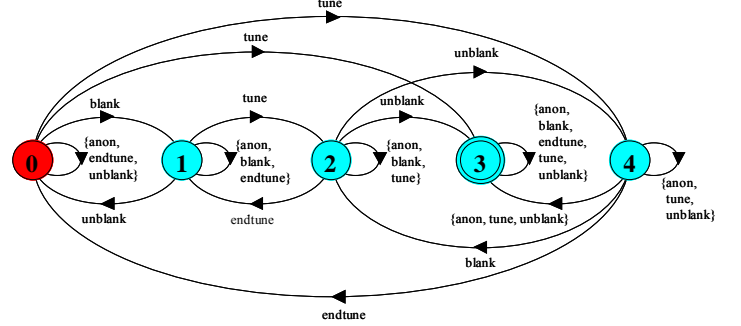 tune
tune
unblank
blank
tune
unblank
{anon,
blank,
endtune,
tune,
unblank}
{anon,
endtune,
unblank}
{anon,
blank,
endtune}
{anon,
blank,
tune}
0
1
2
3
4
{anon,
tune,
unblank}
unblank
endtune
{anon, tune, unblank}
blank
endtune